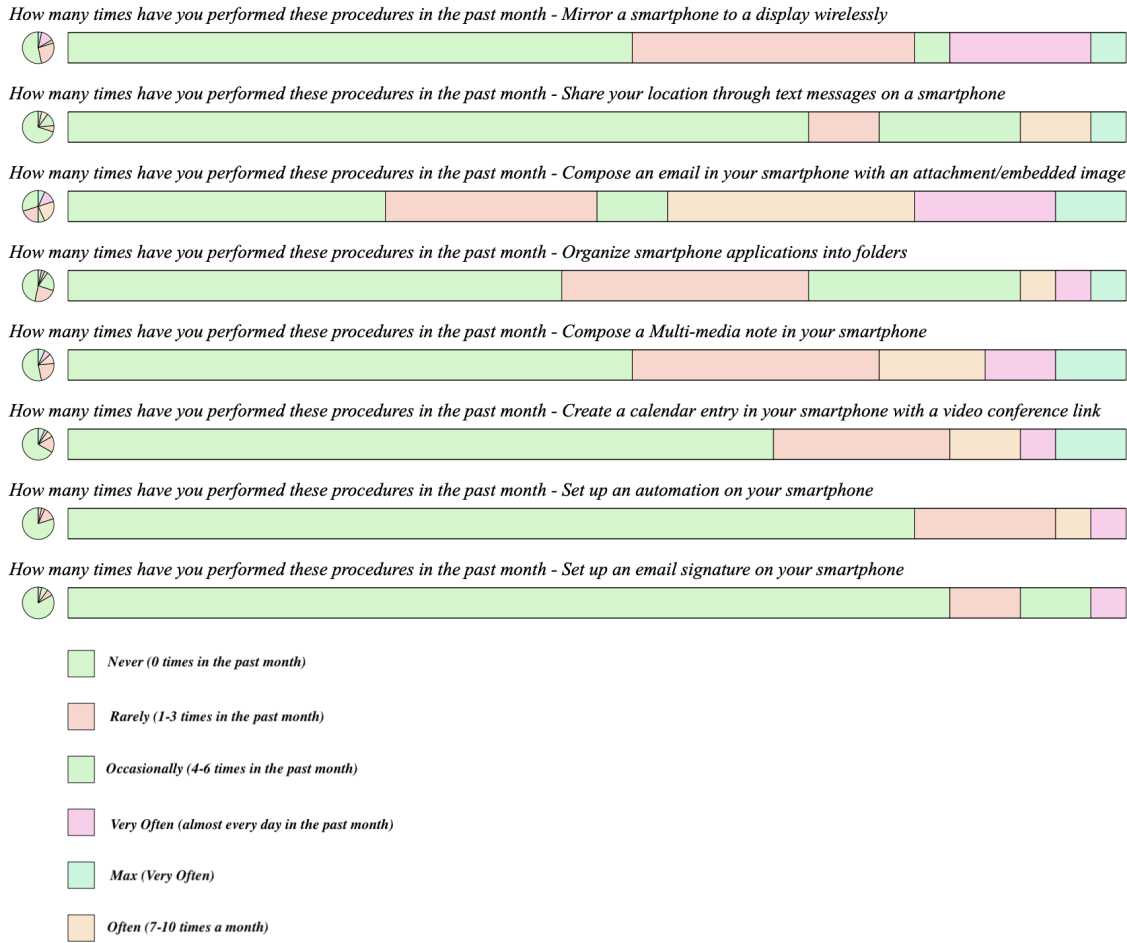 How many times have you performed these procedures in the past month - Mirror a smartphone to a display wirelessly
How many times have you performed these procedures in the past month - Share your location through text messages on a smartphone
How many times have you performed these procedures in the past month - Compose an email in your smartphone with an attachment/embedded image
How many times have you performed these procedures in the past month - Organize smartphone applications into folders
How many times have you performed these procedures in the past month - Compose a Multi-media note in your smartphone
How many times have you performed these procedures in the past month - Create a calendar entry in your smartphone with a video conference link
How many times have you performed these procedures in the past month - Set up an automation on your smartphone
How many times have you performed these procedures in the past month - Set up an email signature on your smartphone
Never (0 times in the past month)
Rarely (1-3 times in the past month)
Occasionally (4-6 times in the past month)
Very Often (almost every day in the past month)
Max (Very Often)
Often (7-10 times a month)